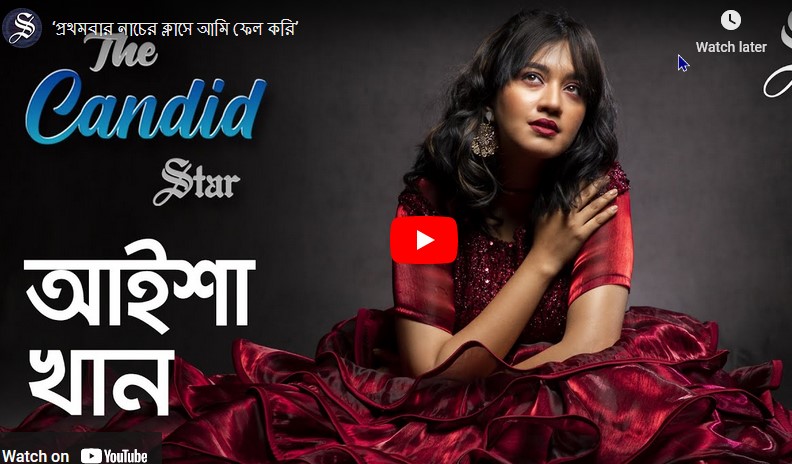 ‘প্রথমবার নাচের ক্লাসে আমি ফেল করি’
Watch later
The
Candid
Star
আইশা
খান
Watch on YouTube